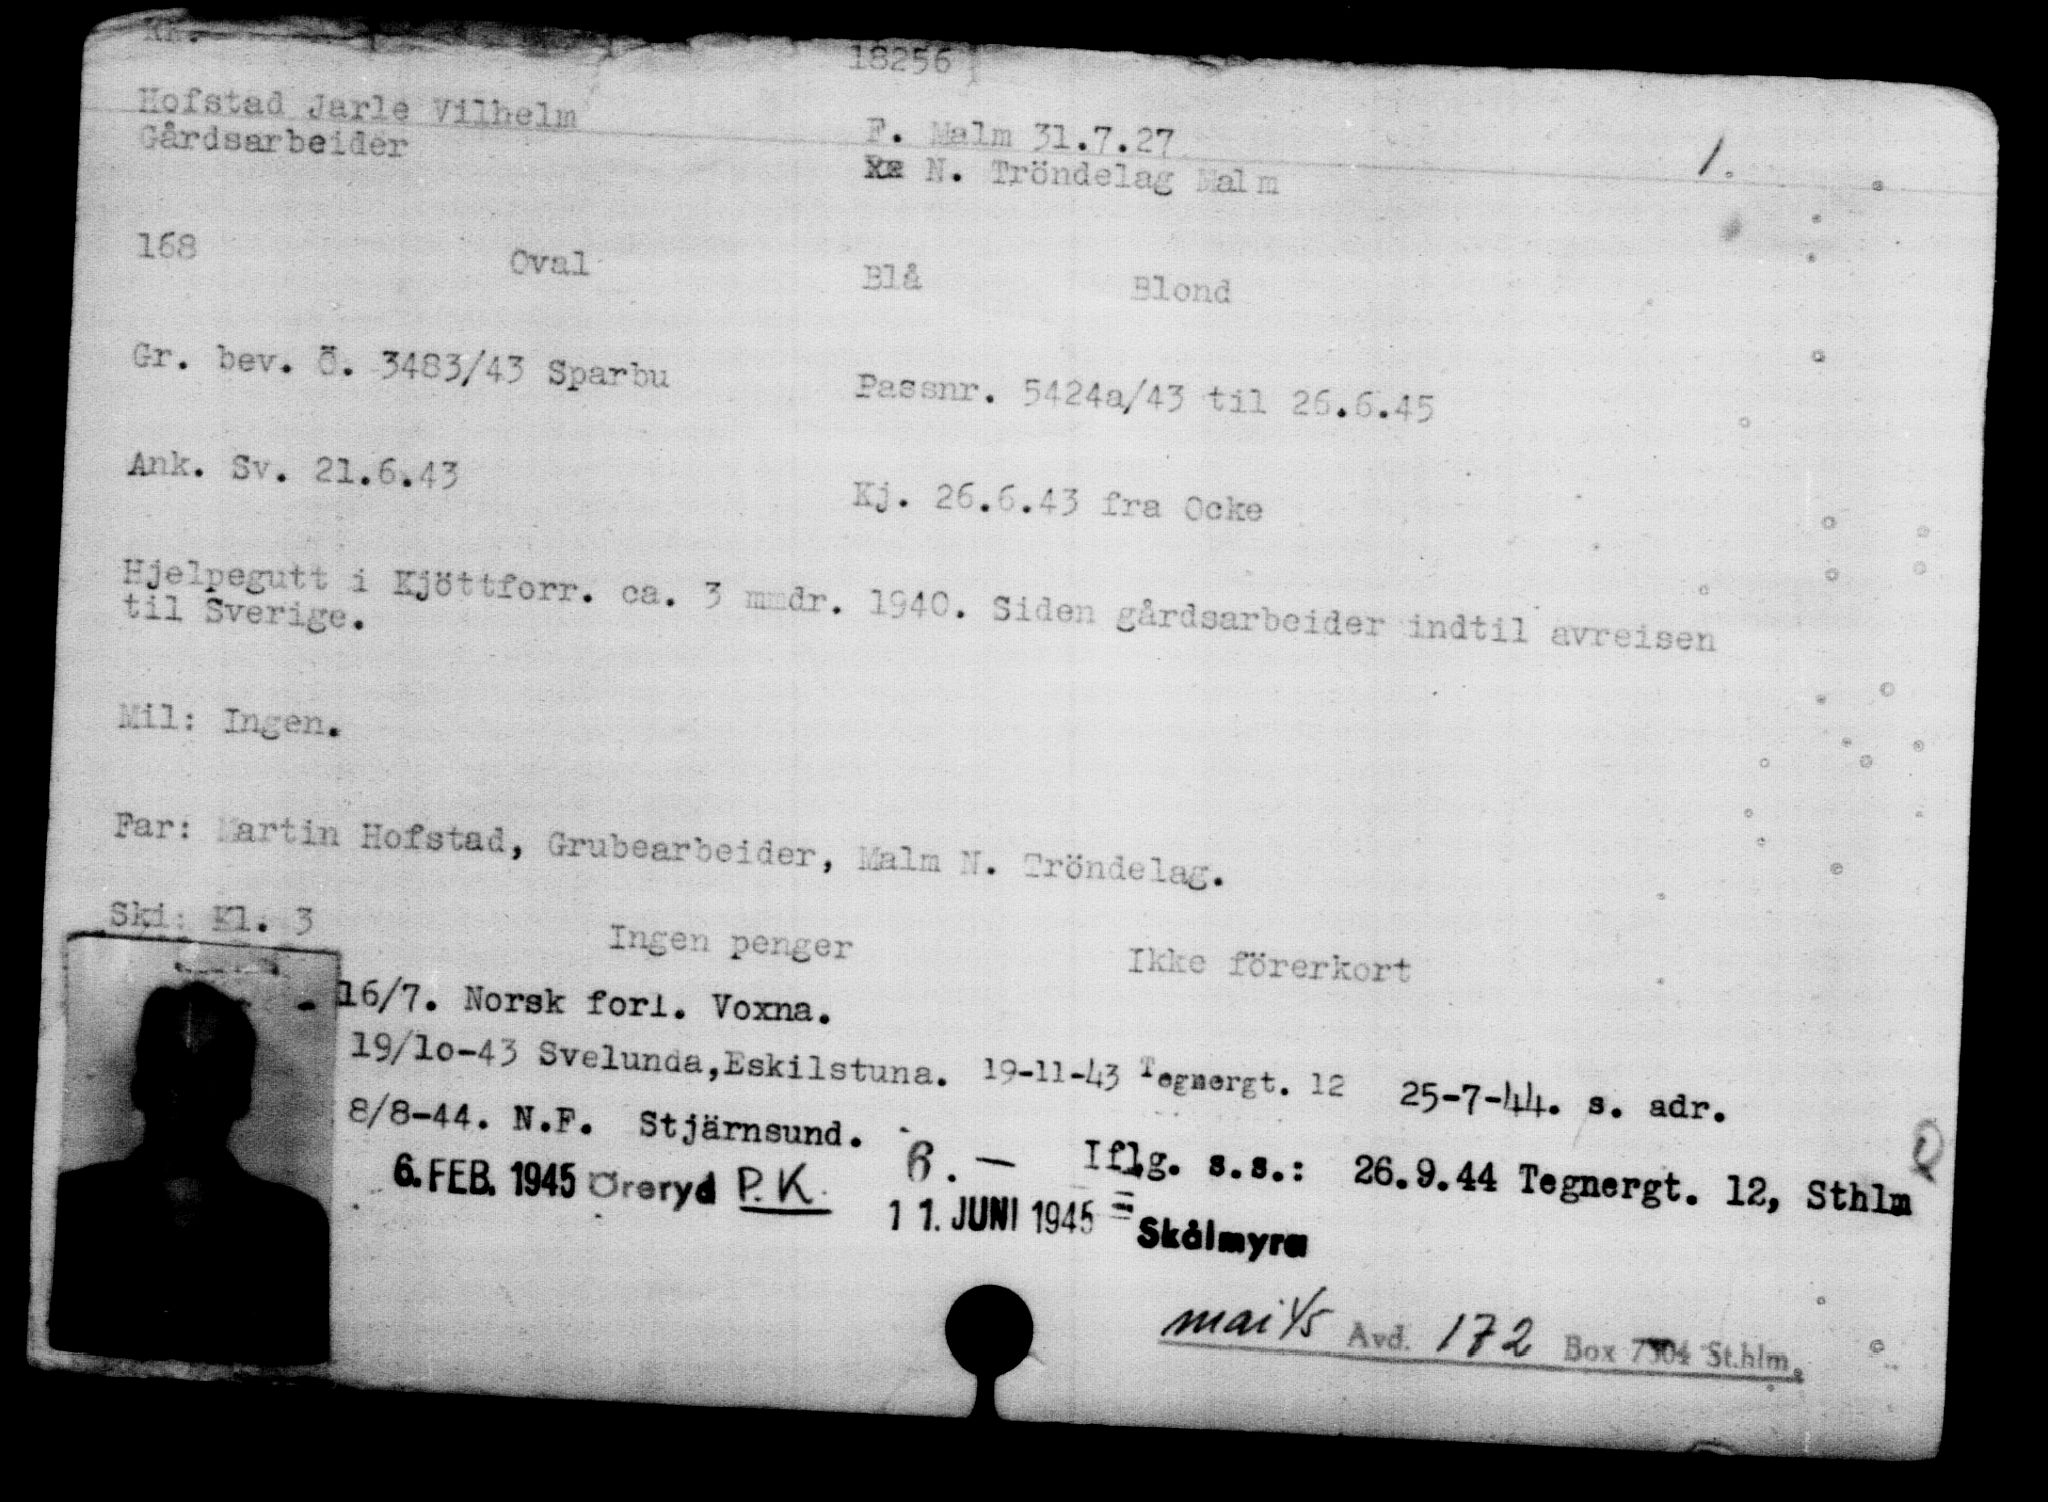 Kr. 18256
Hofstad Jarle Vilhelm F. Malm 31.7.27
Gårdsarbeider N. Tröndelag Malm 1.
168 Oval Blå Blond
Gr. bev. Ö. 3483/43 Sparbu Passnr. 5424a/43 til 26.6.45
Ank. Sv. 21.6.43 Kj. 26.6.43 fra Ocke
Hjelpegutt i Kjöttforr. ca. 3 mmdr. 1940. Siden gårdsarbeider indtil avreisen
til Sverige.
Mil: Ingen.
Far: Martin Hofstad, Grubearbeider, Malm N. Tröndelag.
Ski: Kl. 3 Ingen penger Ikke förerkort
16/7. Norsk forl. Voxna.
19/10-43 Svelunda,Eskilstuna. 19-11-43 Tegnergt. 12 25-7-44. s. adr.
8/8-44. N.F. Stjärnsund. 6. — Iflg. s.s.: 26.9.44 Tegnergt. 12, Sthlm
6. FEB. 1945 Öreryd P.K. 11. JUNI 1945 = Skålmyra
mai 45 Avd. 172 Box 7304 St.hlm.